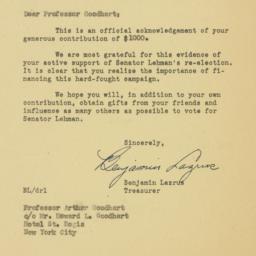 Dear Professor Goodhart;
This is an official acknowledgement of your
generous contribution of $1000.
We are most grateful for this evidence of
your active support of Senator Lehman's re-election.
It is clear that you realize the importance of fi-
nancing this hard-fought campaign.
We hope you will, in addition to your own
contribution, obtain gifts from your friends and
influence as many others as possible to vote for
Senator Lehman.
Sincerely,
Benjamin Lazrus
Benjamin Lazrus
Treasurer
BL/drl
Professor Arthur Goodhart
c/o Mr. Howard L. Goodhart
Hotel St. Regis
New York City